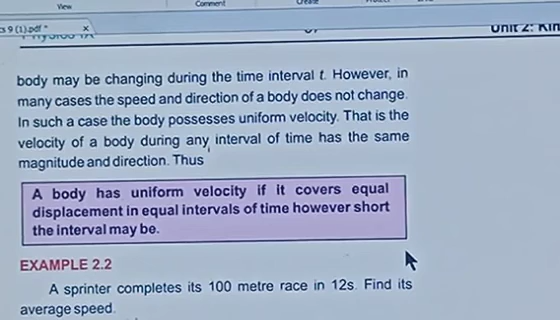 View
Comment
Create
s 9 (1).pdf *
×
Physics IX
Unit 2: Kin
body may be changing during the time interval t. However, in
many cases the speed and direction of a body does not change.
In such a case the body possesses uniform velocity. That is the
velocity of a body during any interval of time has the same
magnitude and direction. Thus
A body has uniform velocity if it covers equal
displacement in equal intervals of time however short
the interval may be.
EXAMPLE 2.2
A sprinter completes its 100 metre race in 12s. Find its
average speed.